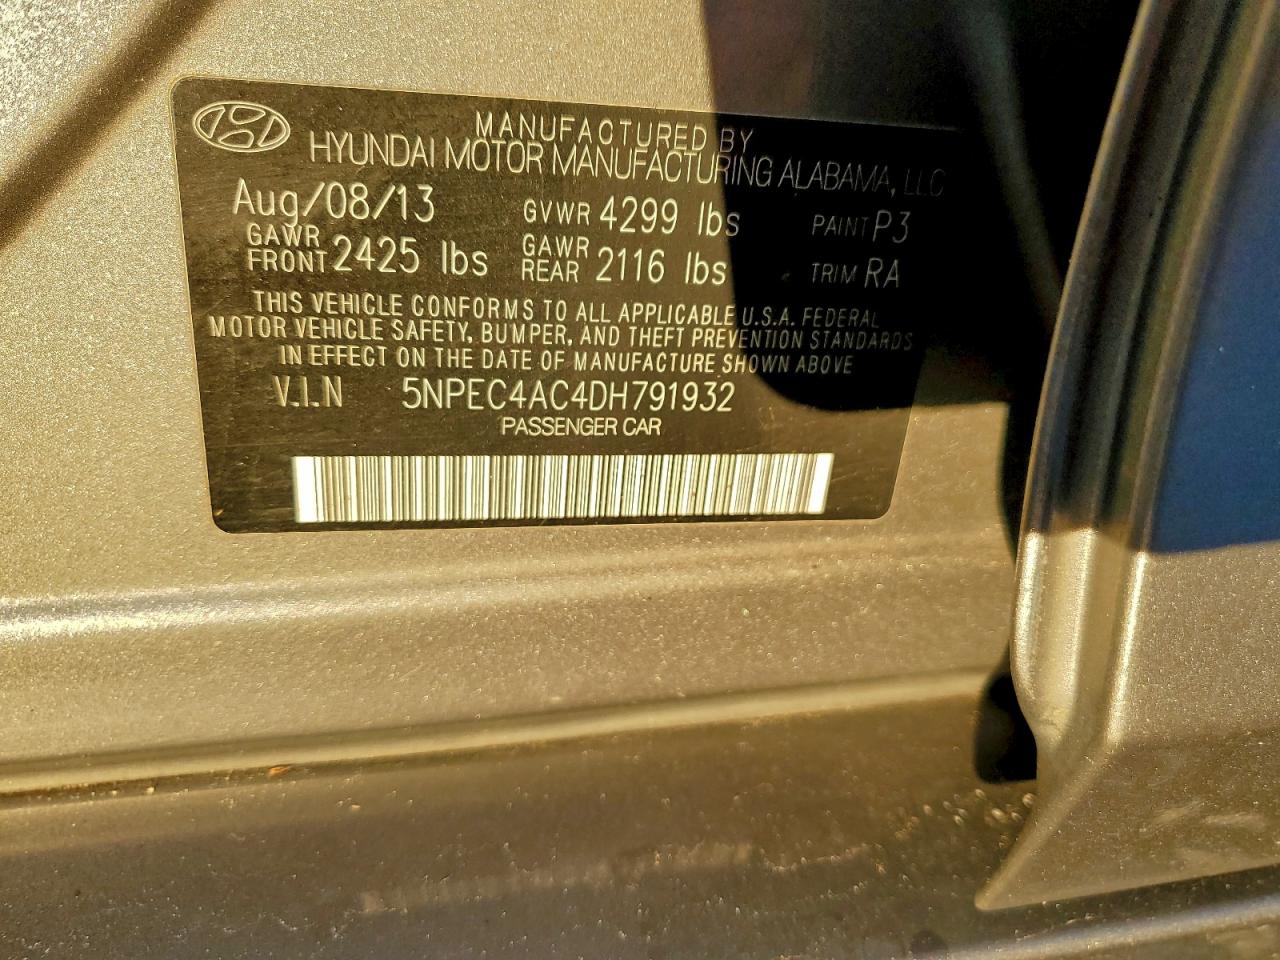 MANUFACTURED BY
HYUNDAI MOTOR MANUFACTURING ALABAMA, LLC
Aug/08/13 GVWR 4299 lbs PAINT P3
GAWR FRONT 2425 lbs GAWR REAR 2116 lbs TRIM RA
THIS VEHICLE CONFORMS TO ALL APPLICABLE U.S.A. FEDERAL
MOTOR VEHICLE SAFETY, BUMPER, AND THEFT PREVENTION STANDARDS
IN EFFECT ON THE DATE OF MANUFACTURE SHOWN ABOVE
V.I.N 5NPEC4AC4DH791932
PASSENGER CAR